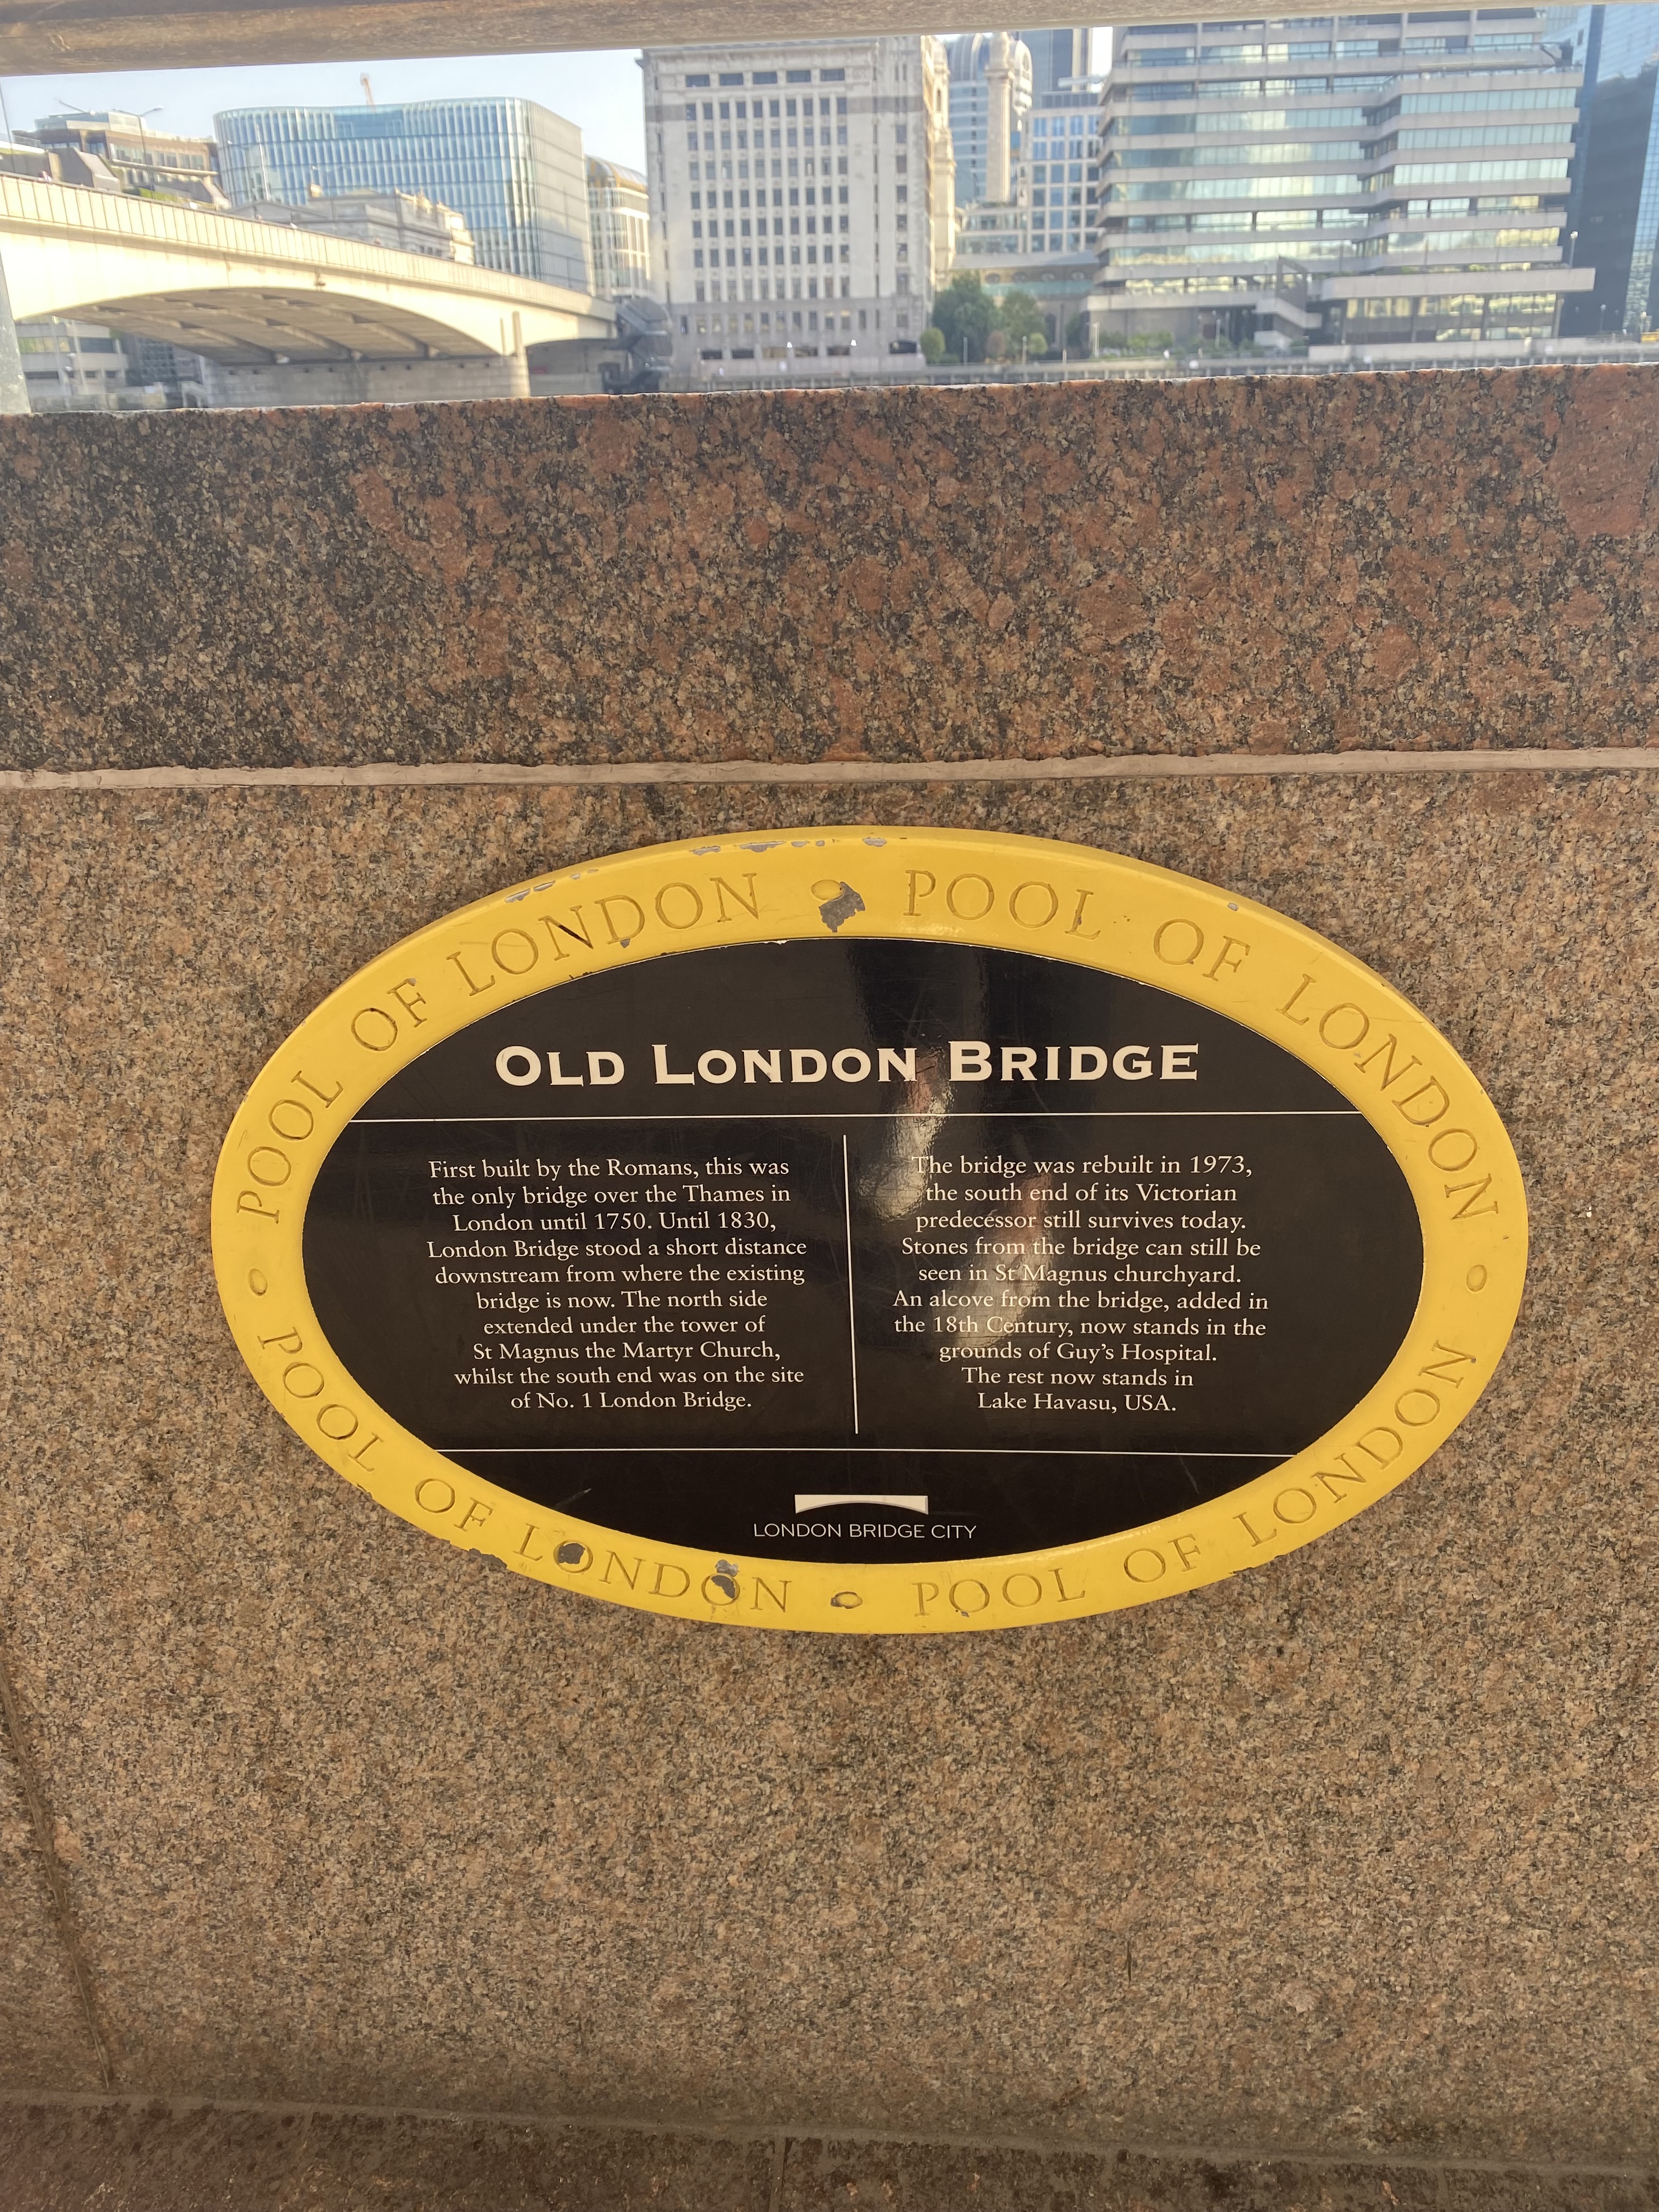 POOL OF LONDON • POOL OF LONDON • POOL OF LONDON • POOL OF LONDON •
OLD LONDON BRIDGE
First built by the Romans, this was
the only bridge over the Thames in
London until 1750. Until 1830,
London Bridge stood a short distance
downstream from where the existing
bridge is now. The north side
extended under the tower of
St Magnus the Martyr Church,
whilst the south end was on the site
of No. 1 London Bridge.
The bridge was rebuilt in 1973,
the south end of its Victorian
predecessor still survives today.
Stones from the bridge can still be
seen in St Magnus churchyard.
An alcove from the bridge, added in
the 18th Century, now stands in the
grounds of Guy's Hospital.
The rest now stands in
Lake Havasu, USA.
LONDON BRIDGE CITY